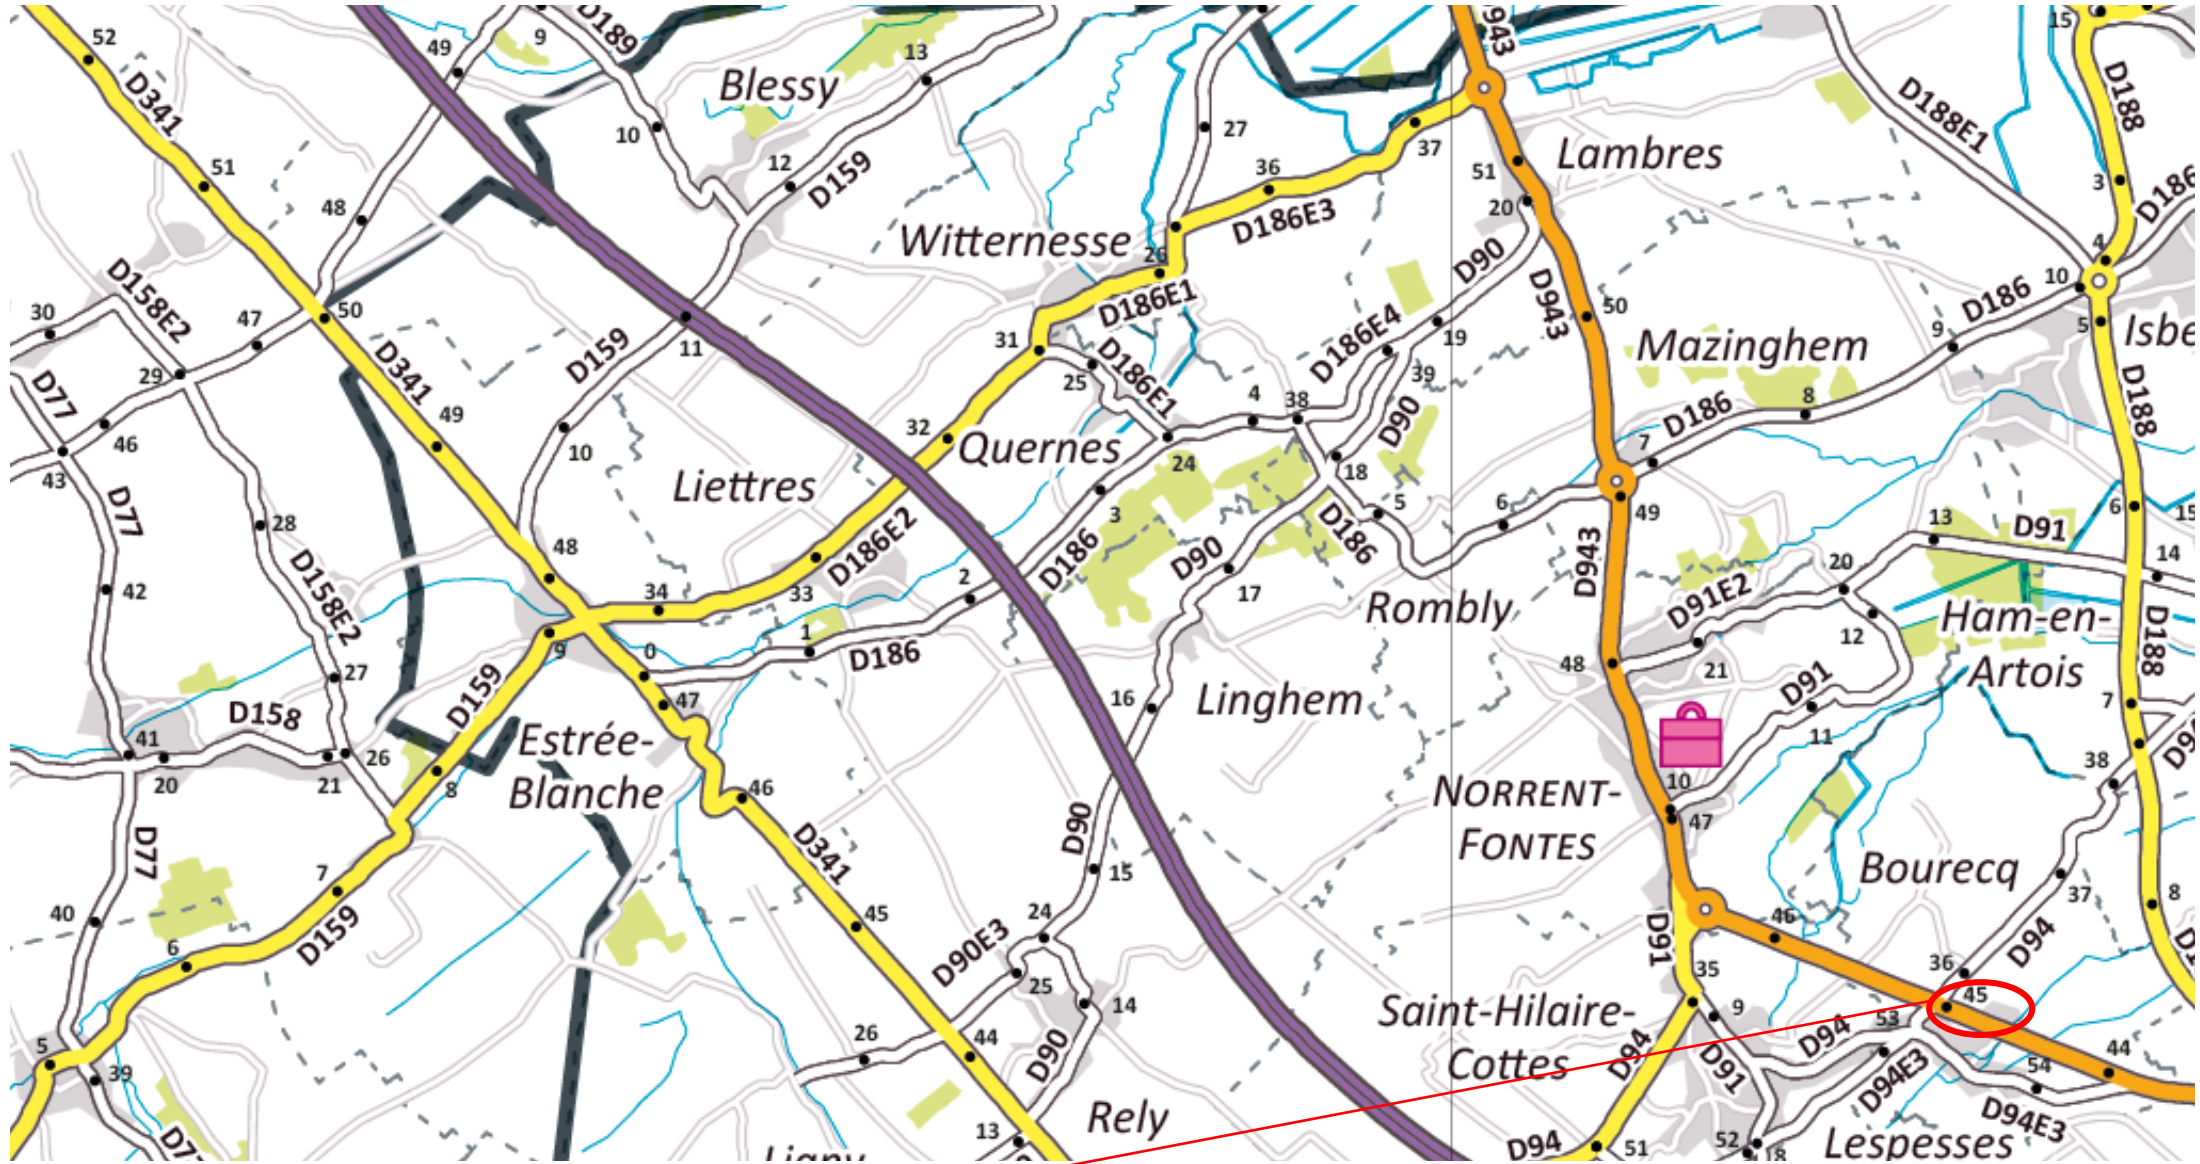 52
49
9
D189
Blessy
13
D943
15
D341
10
12
D159
27
36
37
51
Lambres
D188E1
D188
3
D186
51
48
20
Witternesse
26
D186E3
D90
4
10
D158E2
30
47
50
D186E1
D943
50
D186
9
5
29
D341
D159
11
31
25
D186E1
D186E4
19
39
Mazinghem
D77
46
43
49
10
32
Quernes
4
38
D90
D186
8
7
D188
D77
28
Liettres
24
18
5
6
49
6
15
48
D186E2
2
D186
3
D90
D186
D943
13
D91
14
42
D158E2
34
33
17
Rombly
D91E2
20
12
Ham-en-
Artois
D188
27
9
0
1
D186
48
21
D159
47
16
Linghem
D91
11
7
D158
41
20
21
26
8
Estrée-
Blanche
46
10
47
38
D94
D77
D341
D90
15
NORRENT-
FONTES
Bourecq
37
8
7
40
6
D159
45
24
D90E3
25
14
D91
35
46
36
D94
45
5
39
26
44
D90
Saint-Hilaire-
Cottes
9
D94
D91
D94
53
D94E3
54
44
D94E3
13
Rely
Ligny
D94
51
52
18
Lespesses